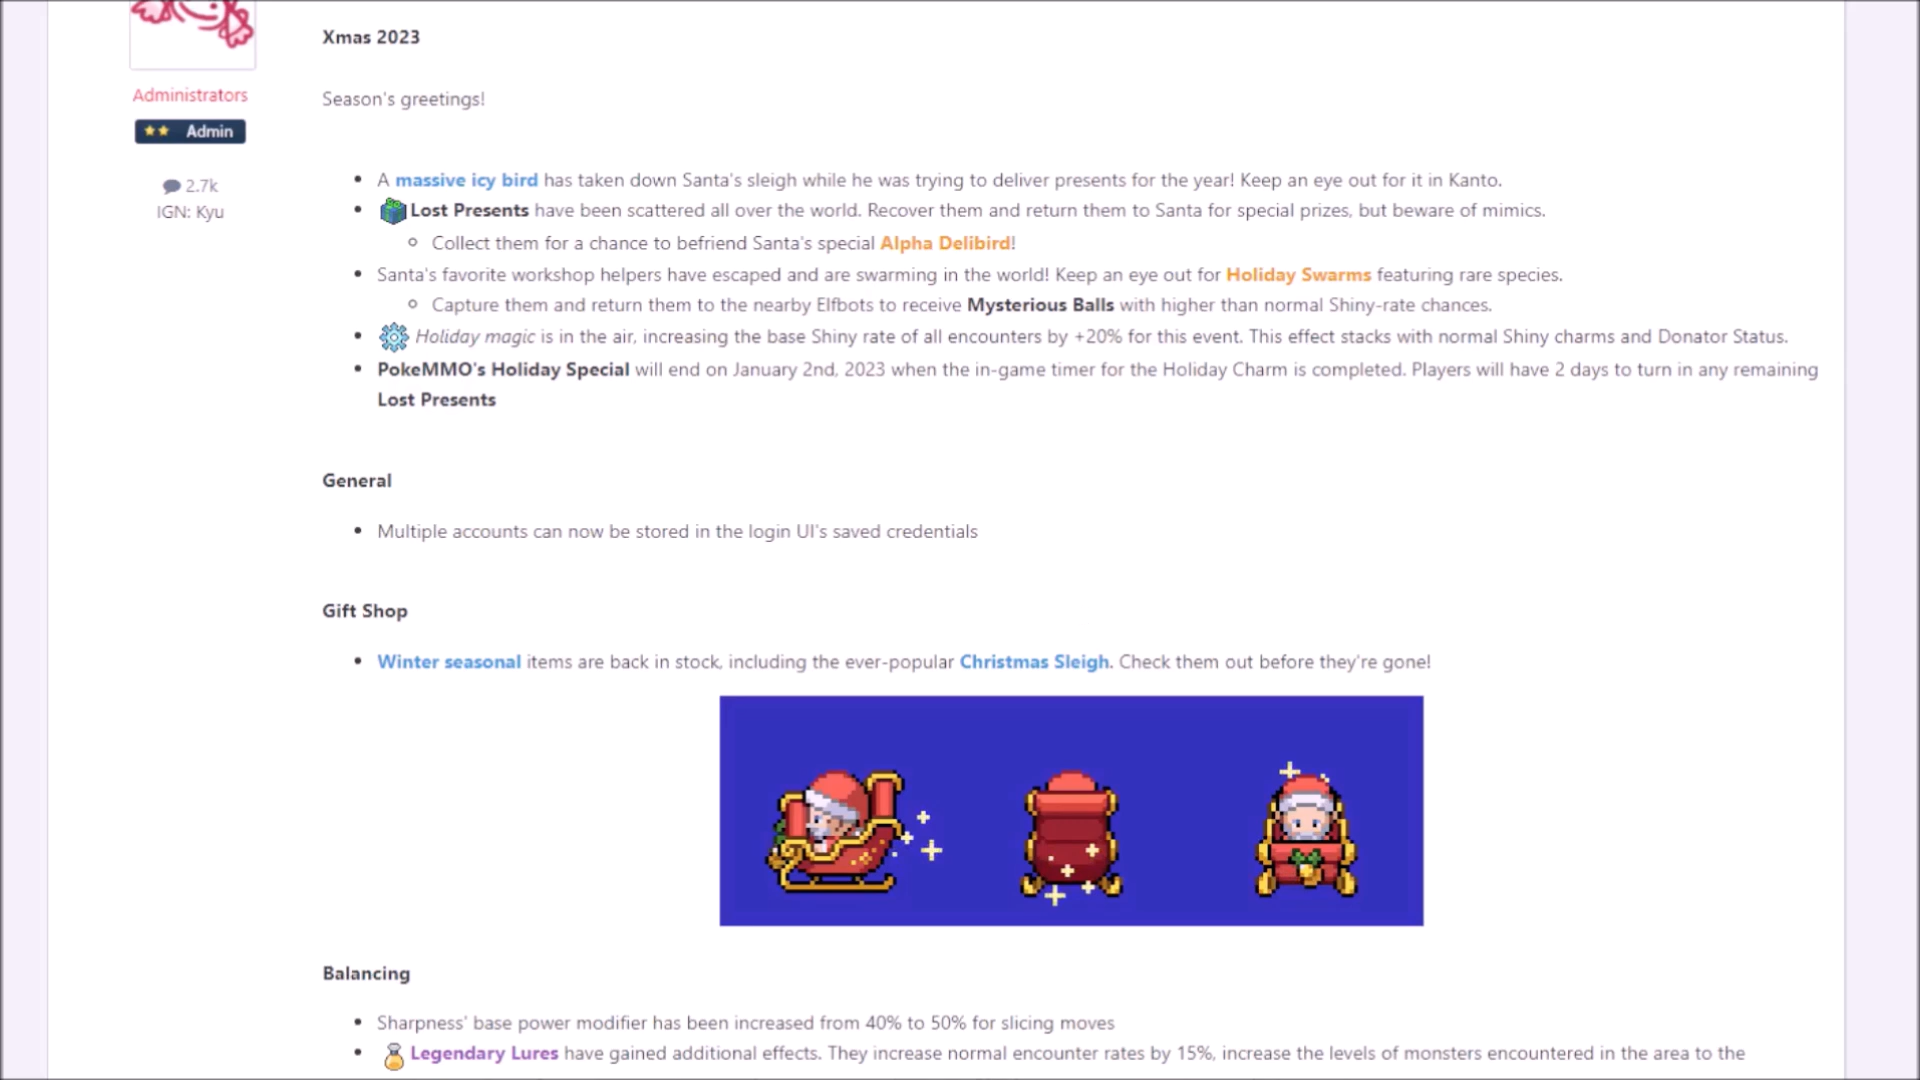 Xmas 2023
Administrators
Season's greetings!
Admin
2.7k
IGN: Kyu
A massive icy bird has taken down Santa's sleigh while he was trying to deliver presents for the year! Keep an eye out for it in Kanto.
Lost Presents have been scattered all over the world. Recover them and return them to Santa for special prizes, but beware of mimics.
Collect them for a chance to befriend Santa's special Alpha Delibird!
Santa's favorite workshop helpers have escaped and are swarming in the world! Keep an eye out for Holiday Swarms featuring rare species.
Capture them and return them to the nearby Elfbots to receive Mysterious Balls with higher than normal Shiny-rate chances.
Holiday magic is in the air, increasing the base Shiny rate of all encounters by +20% for this event. This effect stacks with normal Shiny charms and Donator Status.
PokeMMO's Holiday Special will end on January 2nd, 2023 when the in-game timer for the Holiday Charm is completed. Players will have 2 days to turn in any remaining
Lost Presents
General
Multiple accounts can now be stored in the login UI's saved credentials
Gift Shop
Winter seasonal items are back in stock, including the ever-popular Christmas Sleigh. Check them out before they're gone!
Balancing
Sharpness' base power modifier has been increased from 40% to 50% for slicing moves
Legendary Lures have gained additional effects. They increase normal encounter rates by 15%, increase the levels of monsters encountered in the area to the